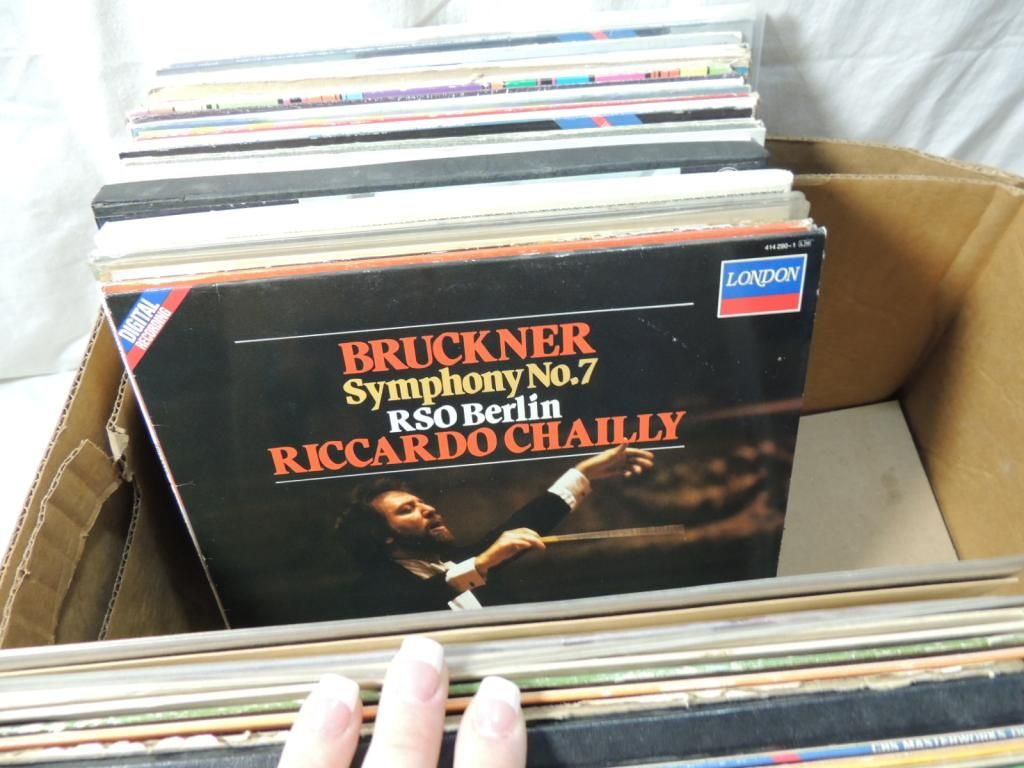 414 290-1
LONDON
DIGITAL
RECORDING
BRUCKNER
Symphony No.7
RSO Berlin
RICCARDO CHAILLY
CBS MASTERWORKS